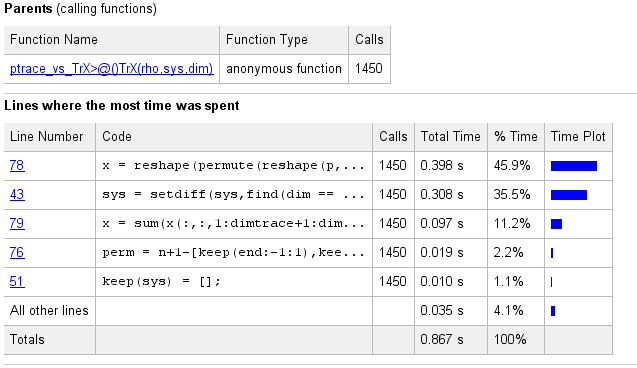 Parents (calling functions)
Function Name Function Type Calls
ptrace_vs_TrX>@()TrX(rho,sys,dim) anonymous function 1450
Lines where the most time was spent
Line Number Code Calls Total Time % Time Time Plot
78 x = reshape(permute(reshape(p,... 1450 0.398 s 45.9%
43 sys = setdiff(sys,find(dim == ... 1450 0.308 s 35.5%
79 x = sum(x(:,:,1:dimtrace+1:dim... 1450 0.097 s 11.2%
76 perm = n+1-[keep(end:-1:1),kee... 1450 0.019 s 2.2%
51 keep(sys) = []; 1450 0.010 s 1.1%
All other lines 0.035 s 4.1%
Totals 0.867 s 100%